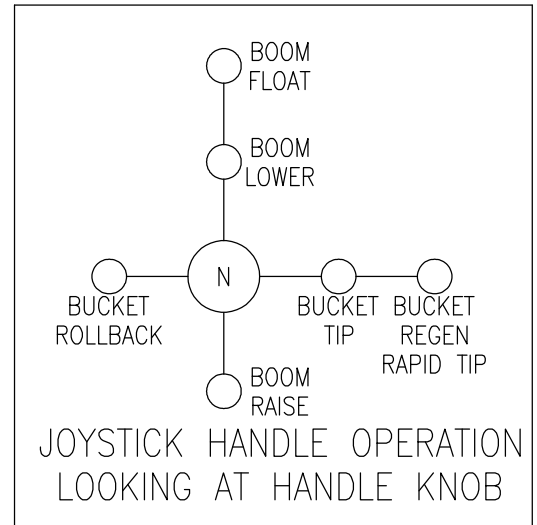 BOOM
FLOAT
BOOM
LOWER
N
BUCKET
ROLLBACK
BUCKET
TIP
BUCKET
REGEN
RAPID TIP
BOOM
RAISE
JOYSTICK HANDLE OPERATION
LOOKING AT HANDLE KNOB